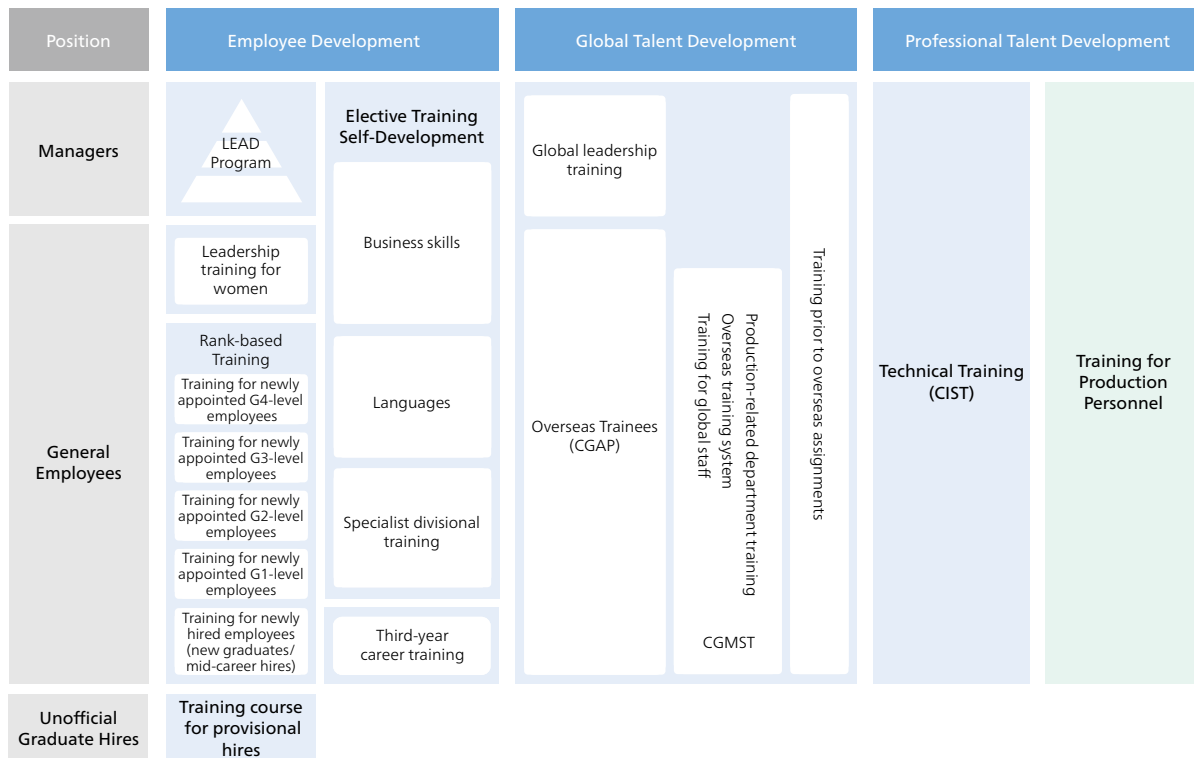 Position
Employee Development
Global Talent Development
Professional Talent Development
Managers
LEAD
Program
Elective Training
Self-Development
Business skills
Languages
Specialist divisional
training
Third-year
career training
Global leadership
training
Overseas Trainees
(CGAP)
Production-related department training
Overseas training system
Training for global staff
CGMST
Training prior to overseas assignments
Technical Training
(CIST)
Training for
Production
Personnel
General
Employees
Leadership
training for
women
Rank-based
Training
Training for newly
appointed G4-level
employees
Training for newly
appointed G3-level
employees
Training for newly
appointed G2-level
employees
Training for newly
appointed G1-level
employees
Training for newly
hired employees
(new graduates/
mid-career hires)
Unofficial
Graduate Hires
Training course
for provisional
hires